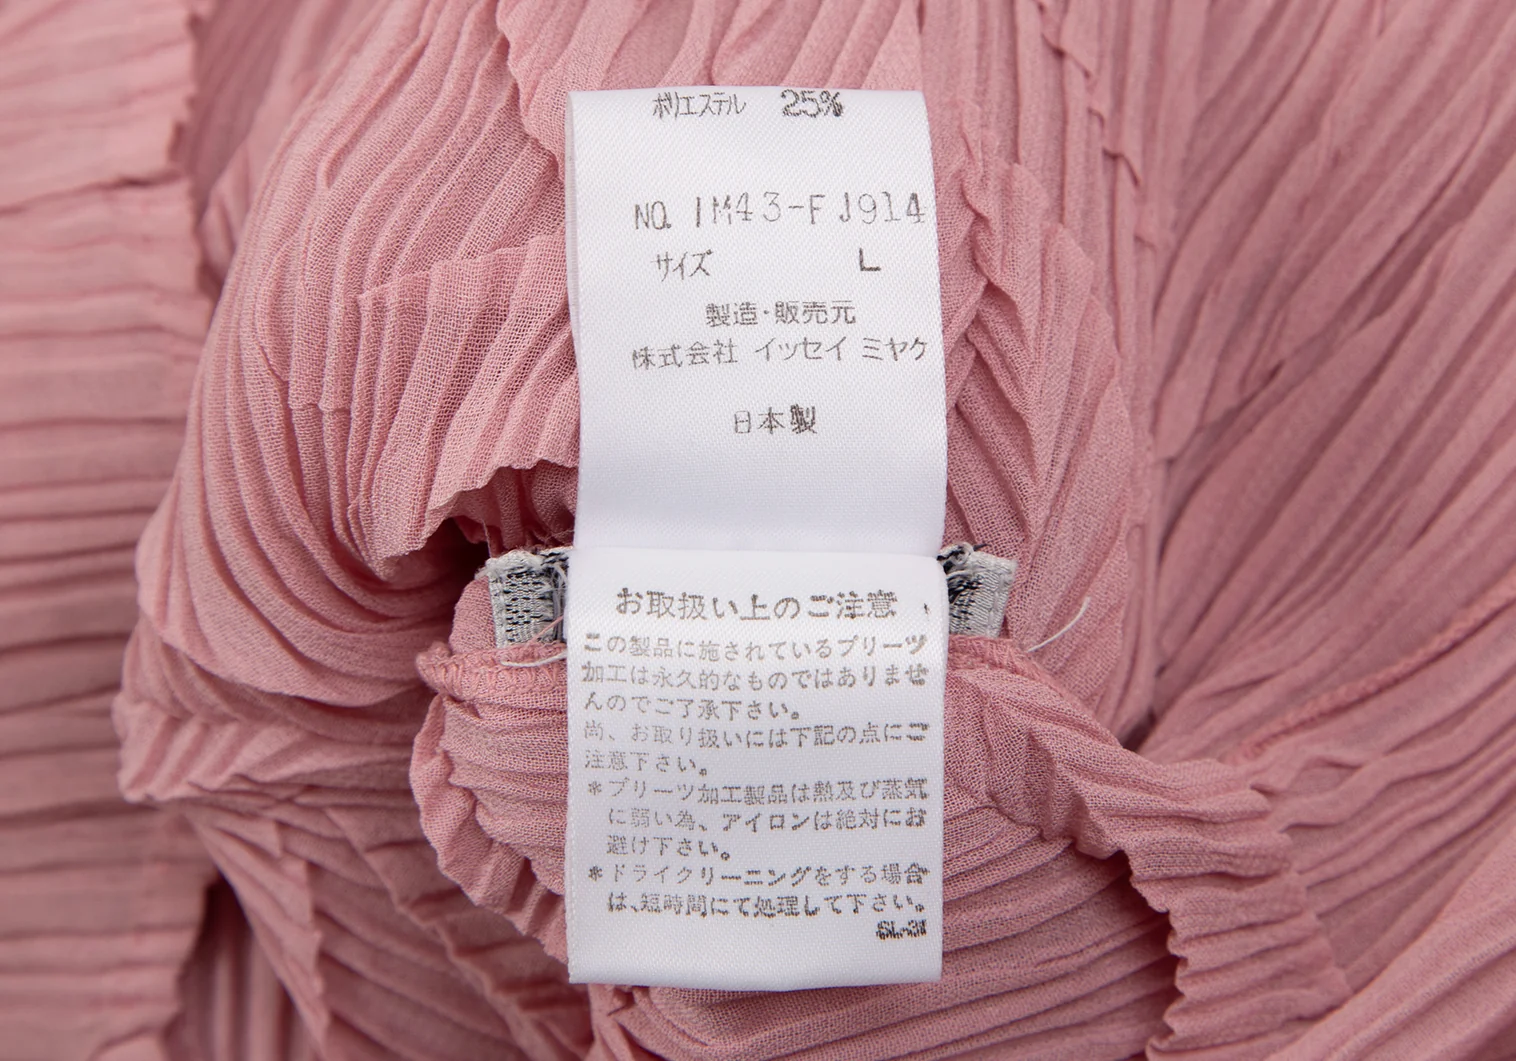 ポリエステル 25%
NO. IM43-FJ914
サイズ L
製造・販売元
株式会社 イッセイ ミヤケ
日本製
お取扱い上のご注意
この製品に施されているプリーツ
加工は永久的なものではありませ
んのでご了承下さい。
尚、お取り扱いには下記の点にご
注意下さい。
*プリーツ加工製品は熱及び蒸気
に弱い為、アイロンは絶対にお
避け下さい。
*ドライクリーニングをする場合
は、短時間にて処理して下さい。
SL-31